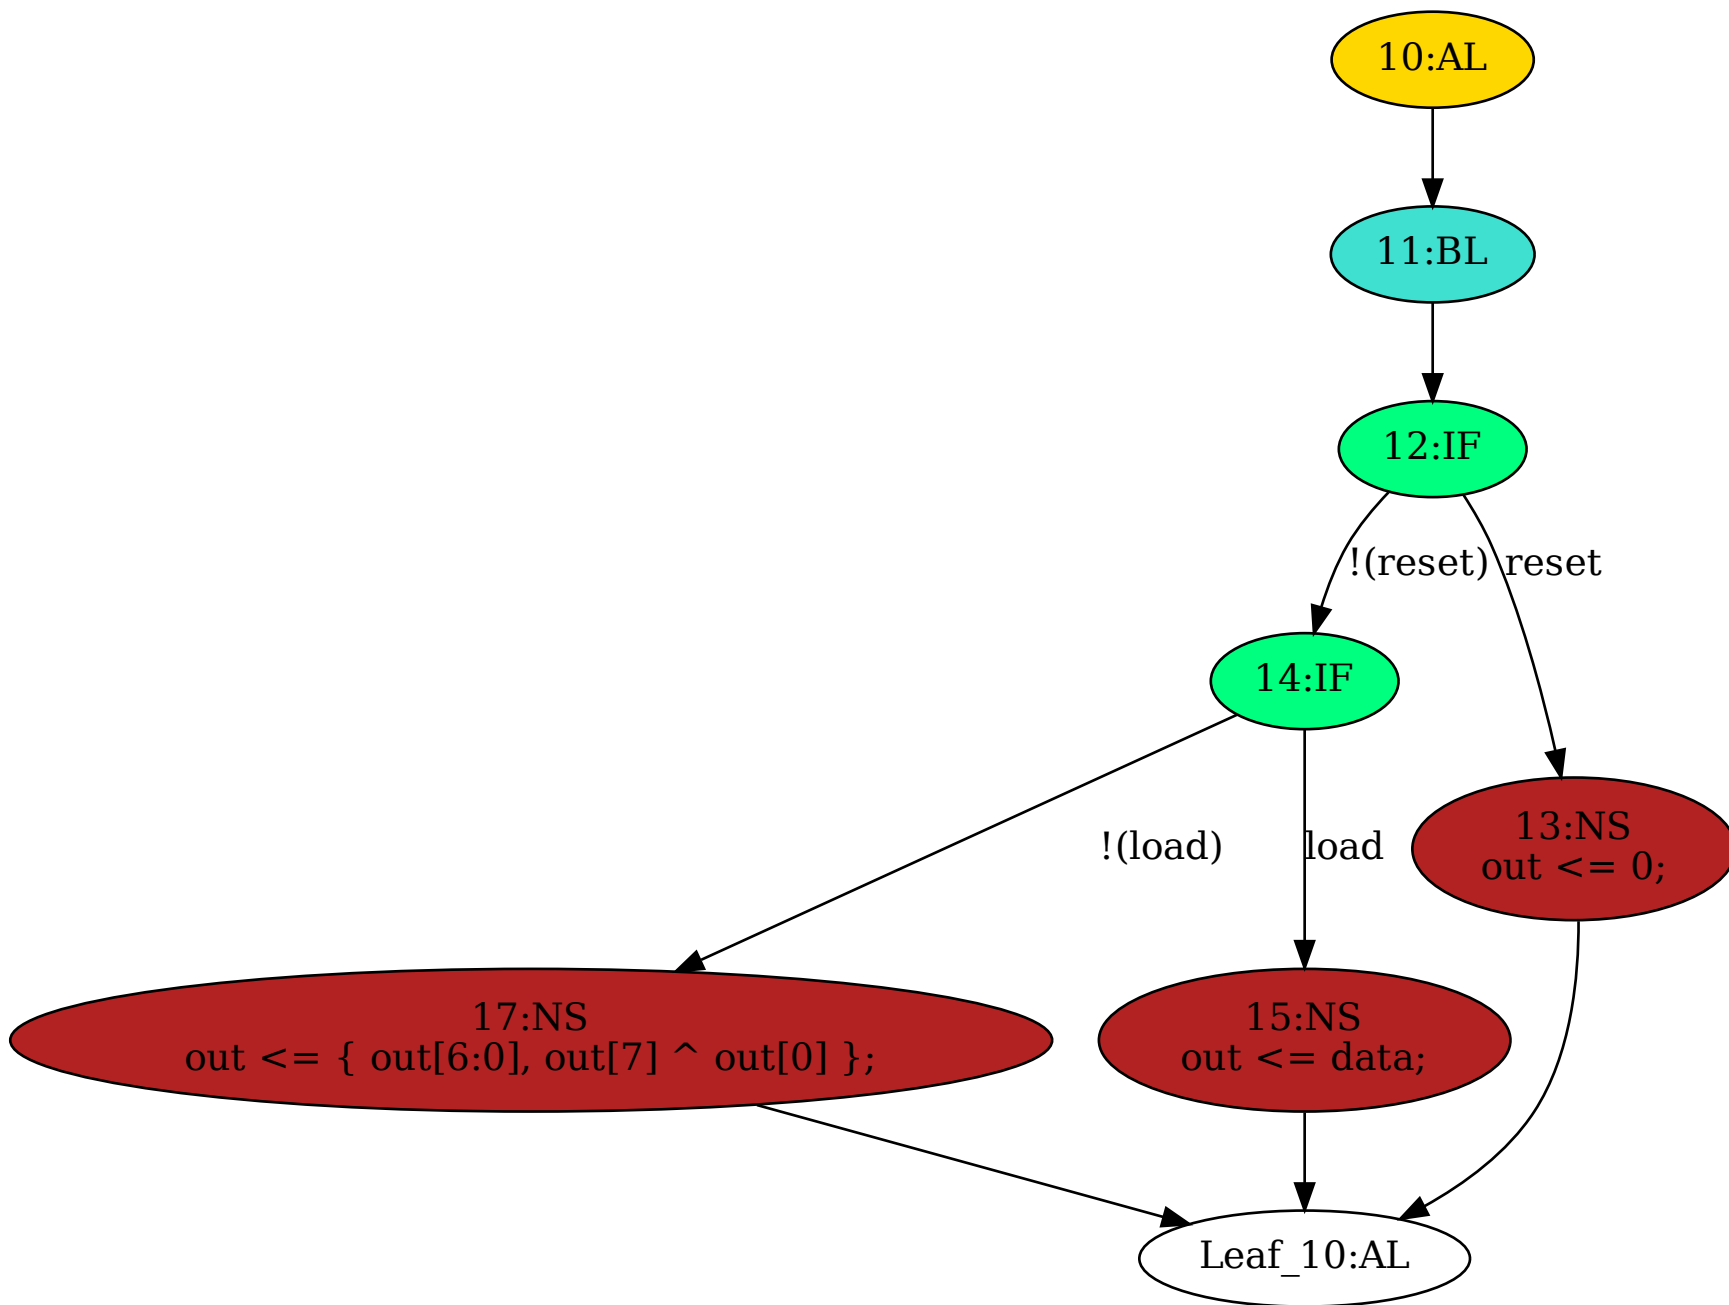 10:AL
11:BL
12:IF
!(reset)
reset
14:IF
!(load)
load
13:NS
out <= 0;
17:NS
out <= { out[6:0], out[7] ^ out[0] };
15:NS
out <= data;
Leaf_10:AL